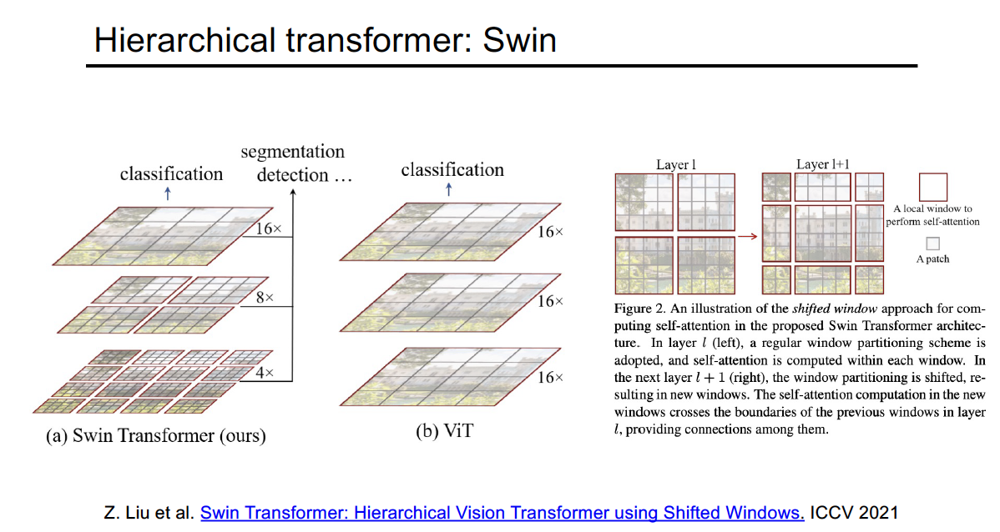 Hierarchical transformer: Swin
segmentation
classification
detection ...
16×
8×
4×
(a) Swin Transformer (ours)
classification
16×
16×
16×
(b) ViT
Layer l
Layer l+1
A local window to
perform self-attention
A patch
Figure 2. An illustration of the shifted window approach for com-
puting self-attention in the proposed Swin Transformer architec-
ture. In layer l (left), a regular window partitioning scheme is
adopted, and self-attention is computed within each window. In
the next layer l + 1 (right), the window partitioning is shifted, re-
sulting in new windows. The self-attention computation in the new
windows crosses the boundaries of the previous windows in layer
l, providing connections among them.
Z. Liu et al. Swin Transformer: Hierarchical Vision Transformer using Shifted Windows. ICCV 2021